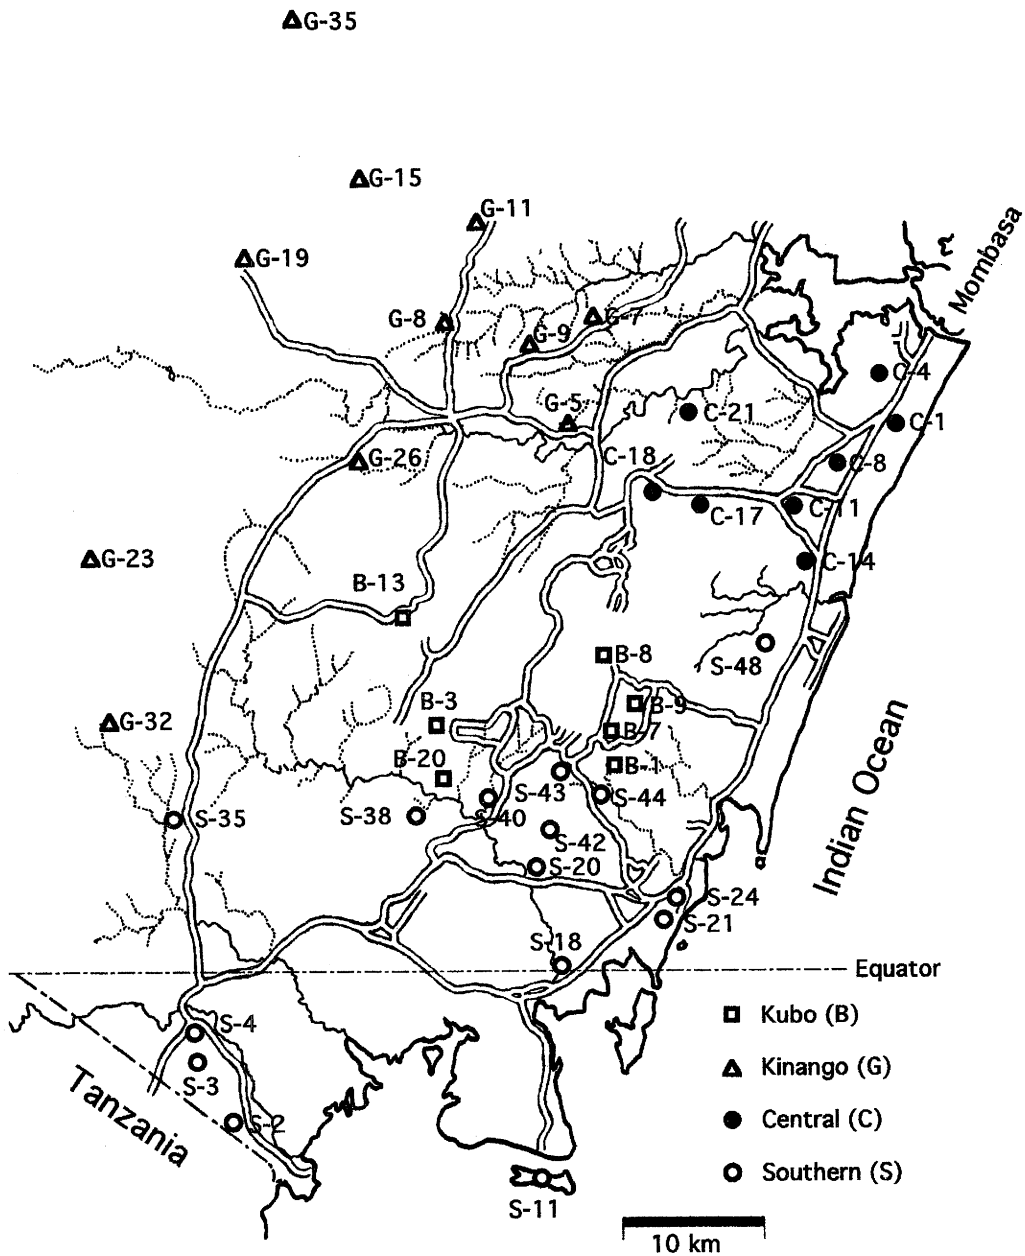 G-35
G-15
G-11
G-19
Mombasa
G-8
G-7
G-9
C-4
G-5
C-21
C-1
C-18
G-26
C-8
C-17
C-11
G-23
C-14
B-13
B-8
S-48
B-3
B-9
G-32
B-7
B-20
B-1
S-43
S-44
S-38
S-40
S-35
S-42
S-20
Indian Ocean
S-24
S-21
S-18
Equator
Kubo (B)
S-4
Kinango (G)
S-3
Tanzania
Central (C)
S-2
Southern (S)
S-11
10 km